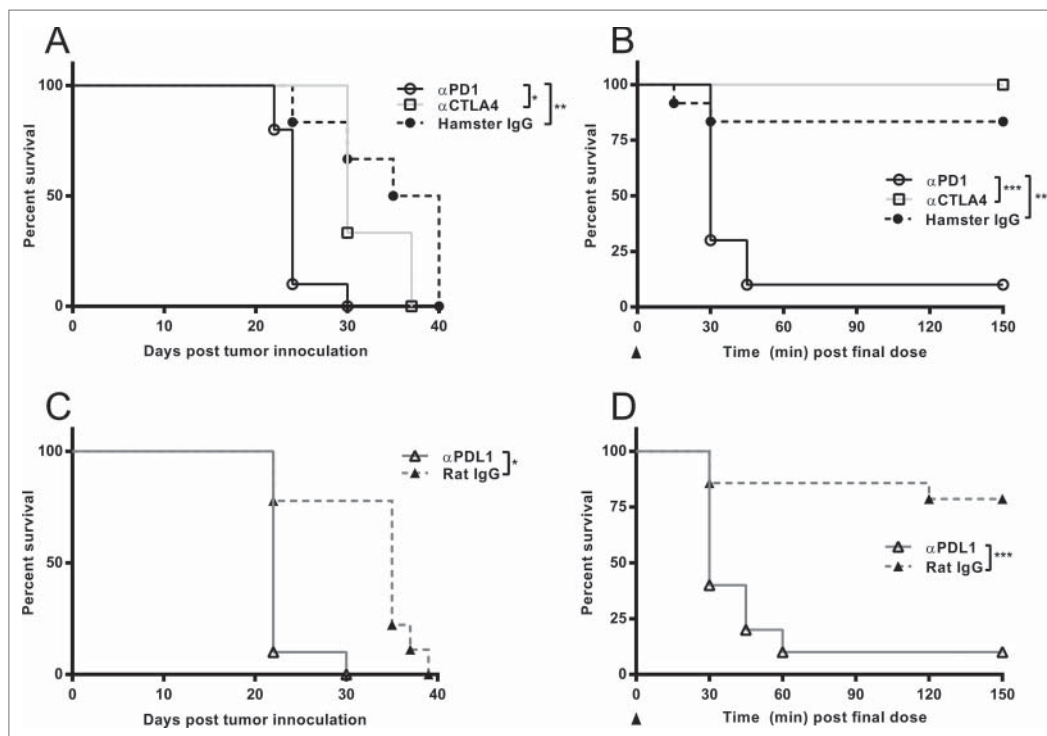 A
Percent survival
100
50
0
0 10 20 30 40
Days post tumor innoculation
αPD1
αCTLA4
Hamster IgG
*
**
B
Percent survival
100
75
50
25
0
0 30 60 90 120 150
Time (min) post final dose
αPD1
αCTLA4
Hamster IgG
***
**
C
Percent survival
100
50
0
0 10 20 30 40
Days post tumor innoculation
αPDL1
Rat IgG
*
D
Percent survival
100
75
50
25
0
0 30 60 90 120 150
Time (min) post final dose
αPDL1
Rat IgG
***